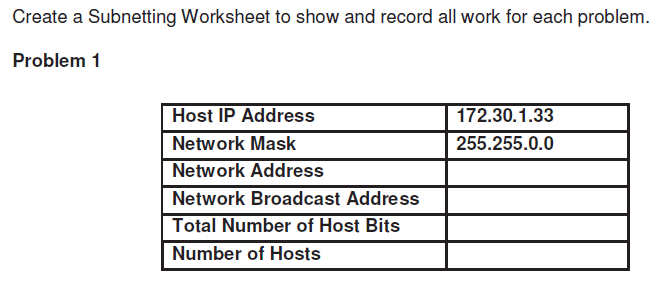 Create a Subnetting Worksheet to show and record all work for each problem.
Problem 1
Host IP Address 172.30.1.33
Network Mask 255.255.0.0
Network Address
Network Broadcast Address
Total Number of Host Bits
Number of Hosts